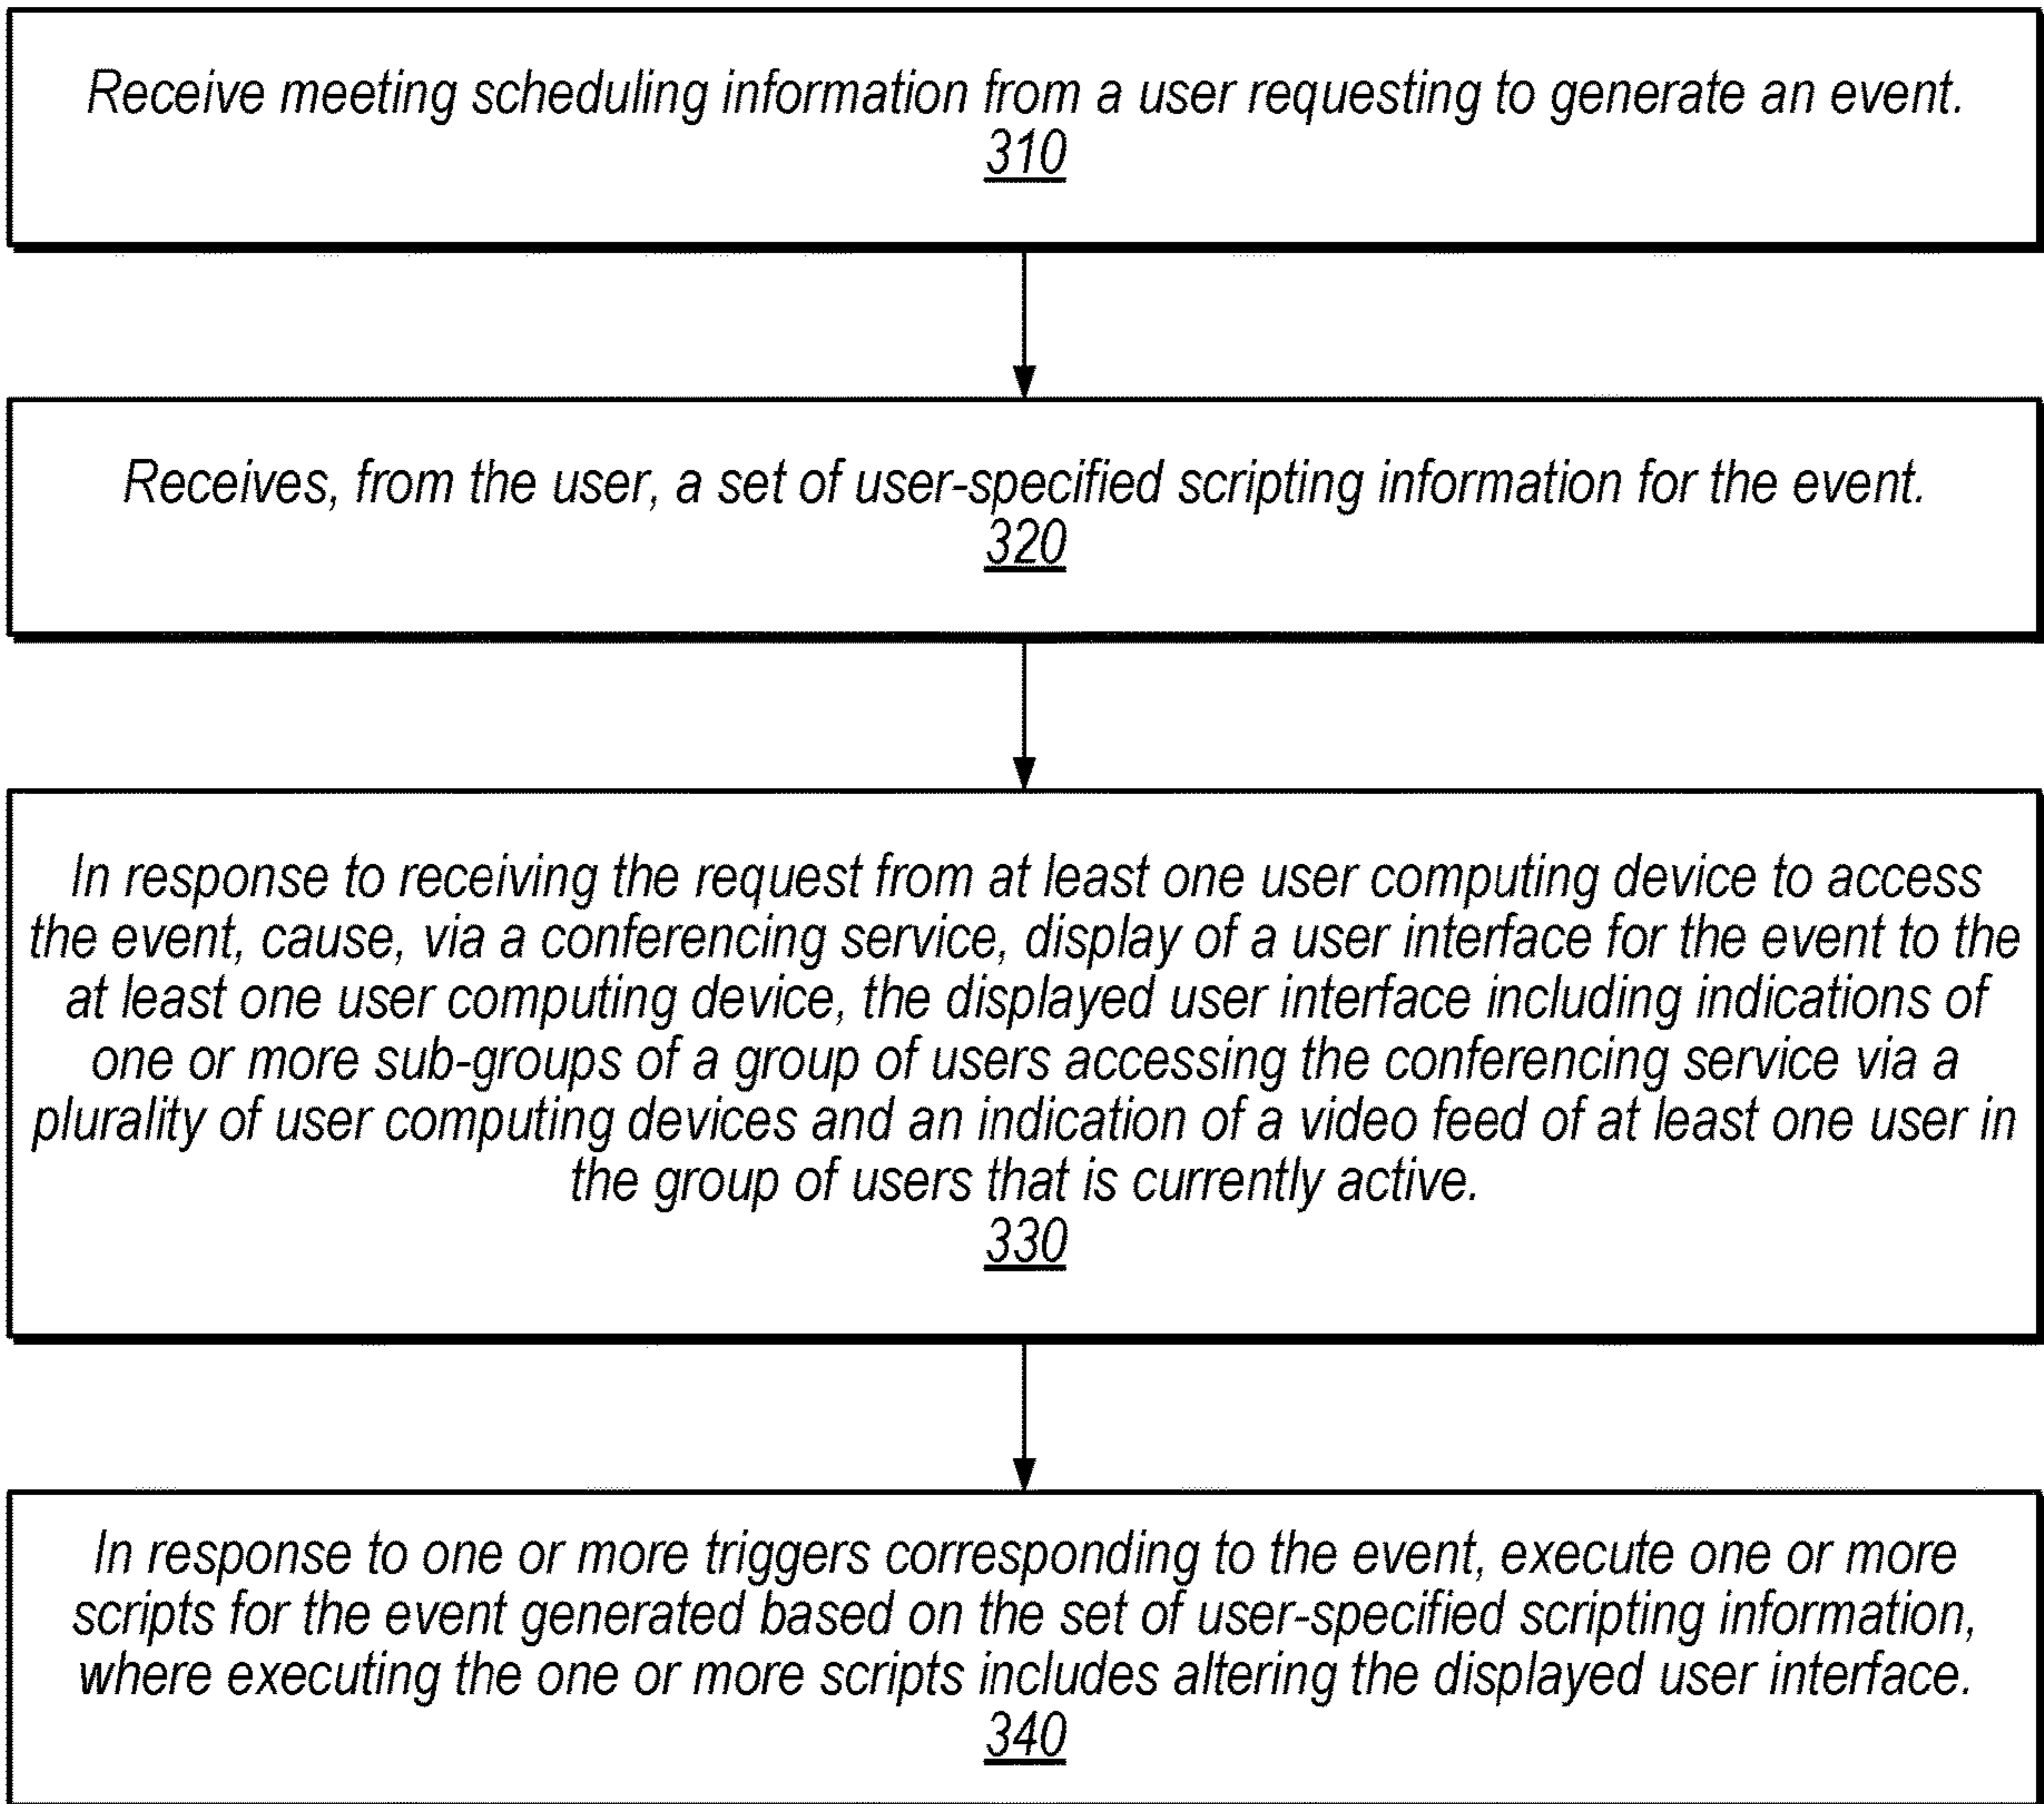 Receive meeting scheduling information from a user requesting to generate an event.
310
Receives, from the user, a set of user-specified scripting information for the event.
320
In response to receiving the request from at least one user computing device to access
the event, cause, via a conferencing service, display of a user interface for the event to the
at least one user computing device, the displayed user interface including indications of
one or more sub-groups of a group of users accessing the conferencing service via a
plurality of user computing devices and an indication of a video feed of at least one user in
the group of users that is currently active.
330
In response to one or more triggers corresponding to the event, execute one or more
scripts for the event generated based on the set of user-specified scripting information,
where executing the one or more scripts includes altering the displayed user interface.
340